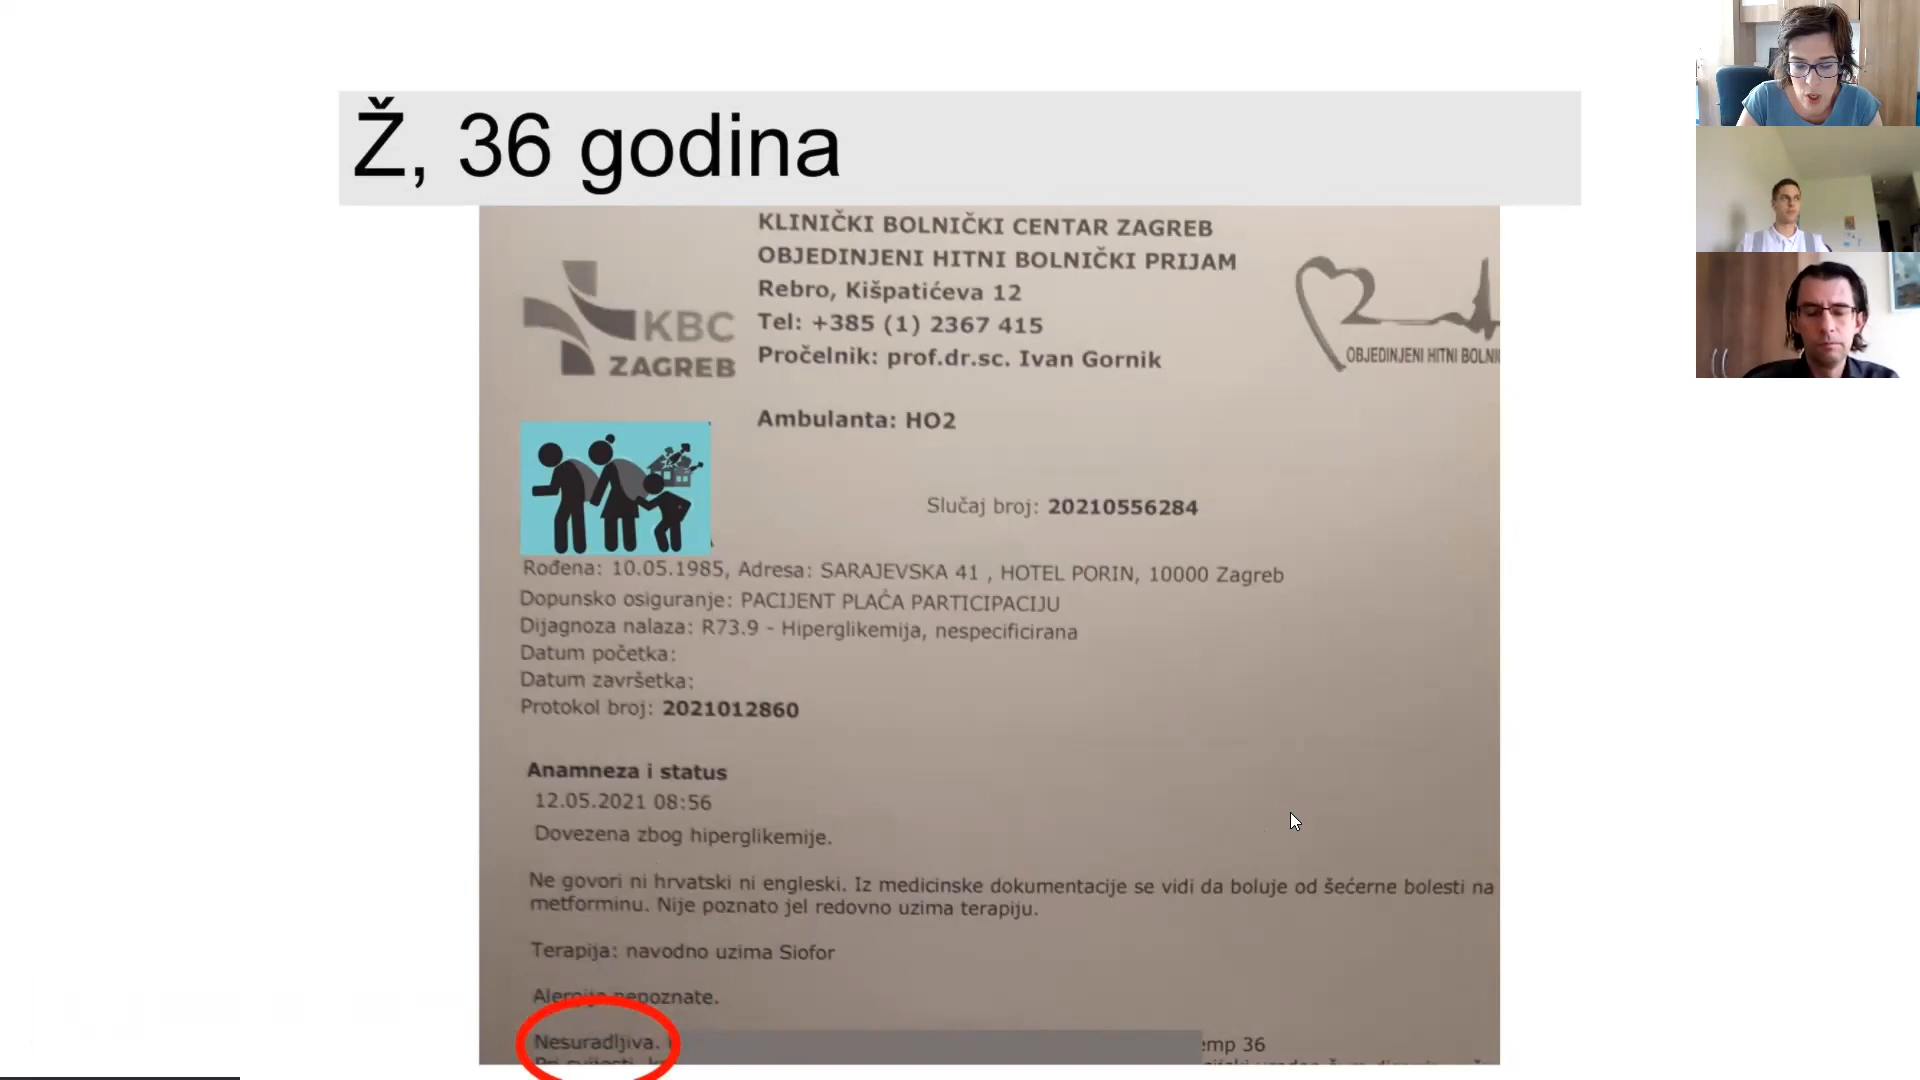 Ž, 36 godina
KLINIČKI BOLNIČKI CENTAR ZAGREB
OBJEDINJENI HITNI BOLNIČKI PRIJAM
Rebro, Kišpatićeva 12
Tel: +385 (1) 2367 415
Pročelnik: prof.dr.sc. Ivan Gornik
KBC
ZAGREB
OBJEDINJENI HITNI
Ambulanta: HO2
Slučaj broj: 20210556284
Rođena: 10.05.1985, Adresa: SARAJEVSKA 41 , HOTEL PORIN, 10000 Zagreb
Dopunsko osiguranje: PACIJENT PLAĆA PARTICIPACIJU
Dijagnoza nalaza: R73.9 - Hiperglikemija, nespecificirana
Datum početka:
Datum završetka:
Protokol broj: 2021012860
Anamneza i status
12.05.2021 08:56
Dovezena zbog hiperglikemije.
Ne govori ni hrvatski ni engleski. Iz medicinske dokumentacije se vidi da boluje od šećerne bolesti na
metforminu. Nije poznato jel redovno uzima terapiju.
Terapija: navodno uzima Siofor
Alergije nepoznate.
Nesuradljiva. emp 36